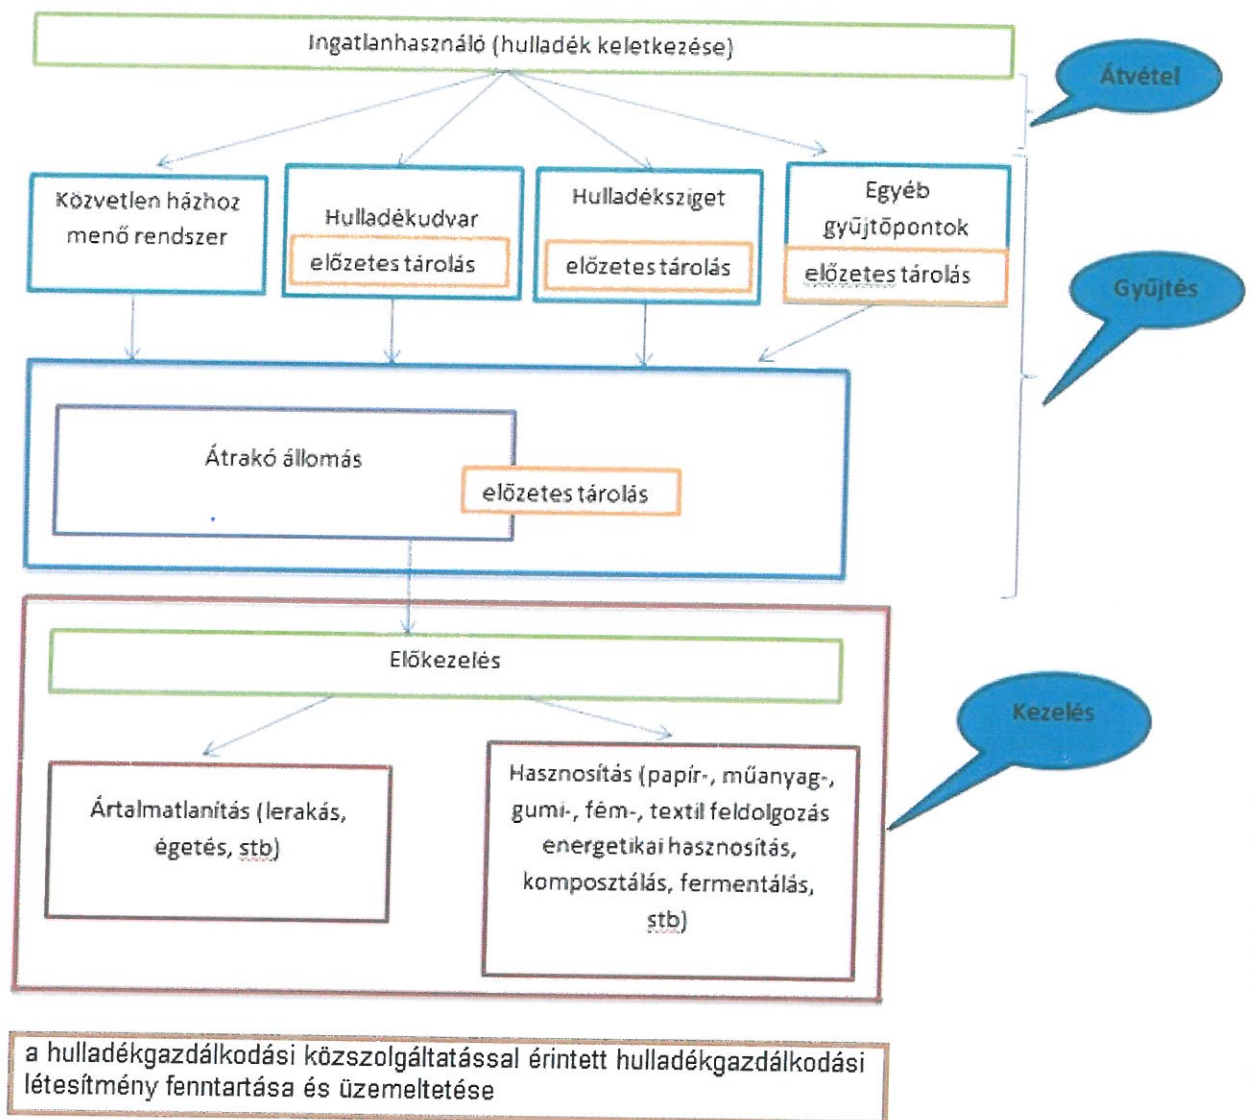 Ingatlanhasználó (hulladék keletkezése)
Átvétel
Közvetlen házhoz
menő rendszer
Hulladékudvar
előzetes tárolás
Hulladéksziget
előzetes tárolás
Egyéb
gyűjtőpontok
előzetes tárolás
Gyűjtés
Átrakó állomás
előzetes tárolás
Előkezelés
Kezelés
Ártalmatlanítás (lerakás,
égetés, stb)
Hasznosítás (papír-, műanyag-,
gumi-, fém-, textil feldolgozás
energetikai hasznosítás,
komposztálás, fermentálás,
stb)
a hulladékgazdálkodási közszolgáltatással érintett hulladékgazdálkodási
létesítmény fenntartása és üzemeltetése